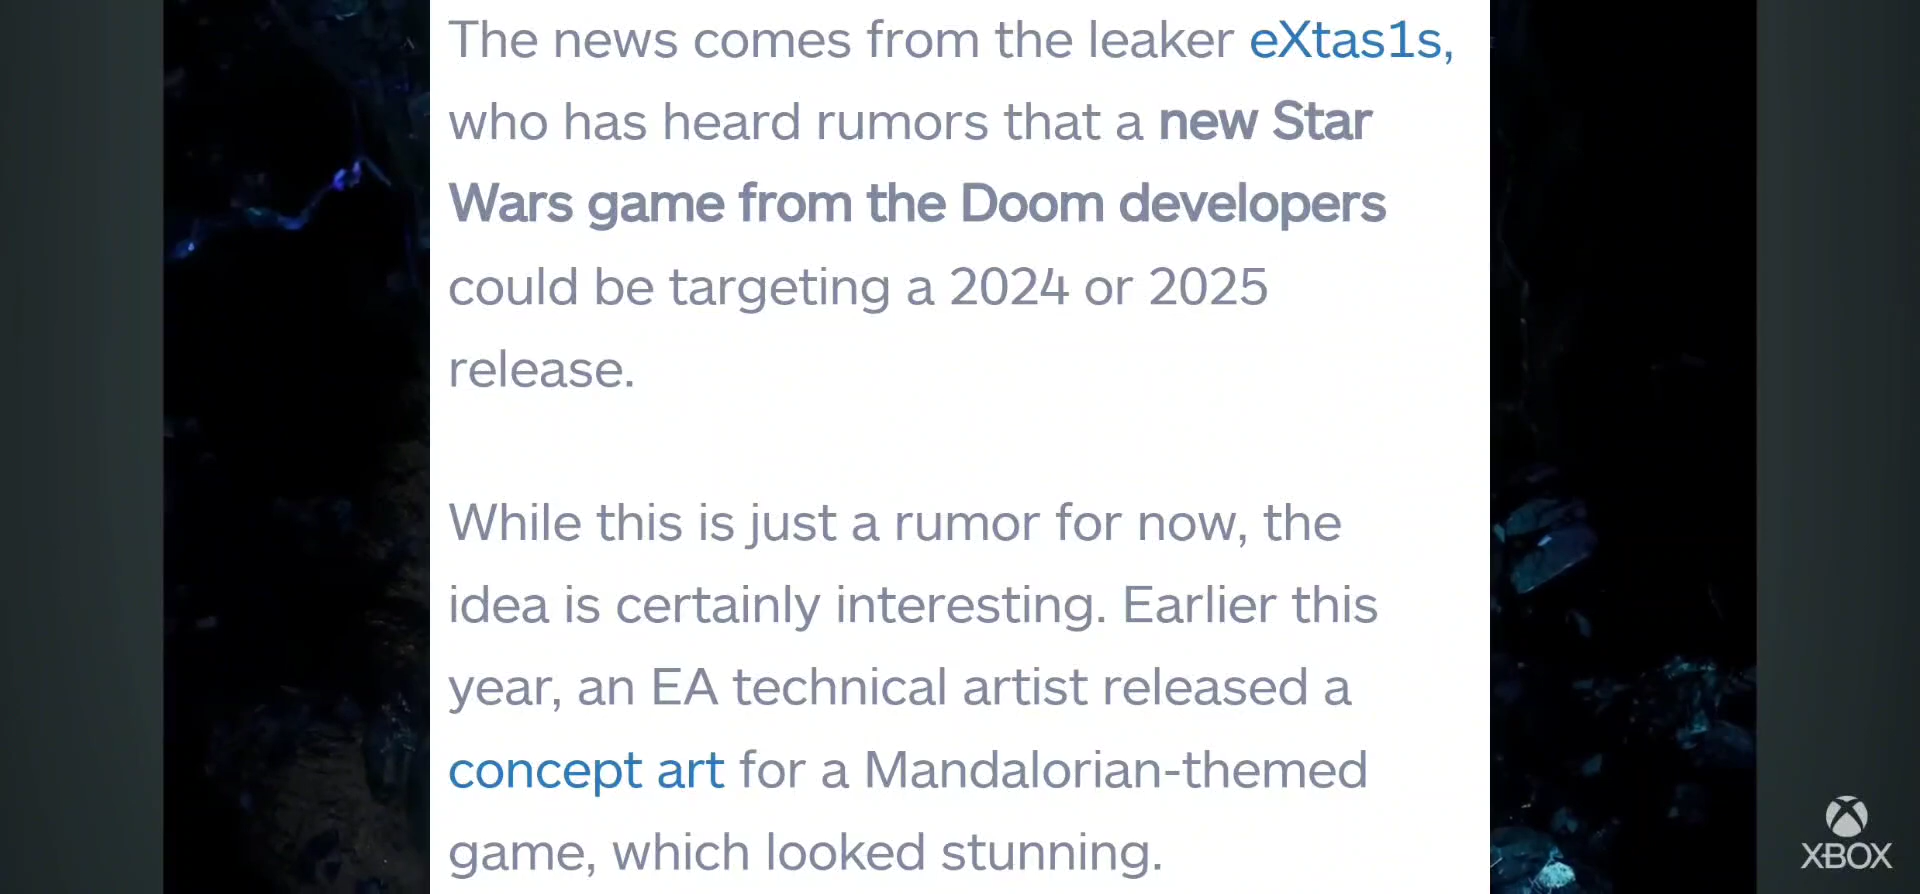 The news comes from the leaker eXtas1s,
who has heard rumors that a new Star
Wars game from the Doom developers
could be targeting a 2024 or 2025
release.
While this is just a rumor for now, the
idea is certainly interesting. Earlier this
year, an EA technical artist released a
concept art for a Mandalorian-themed
game, which looked stunning.
XBOX